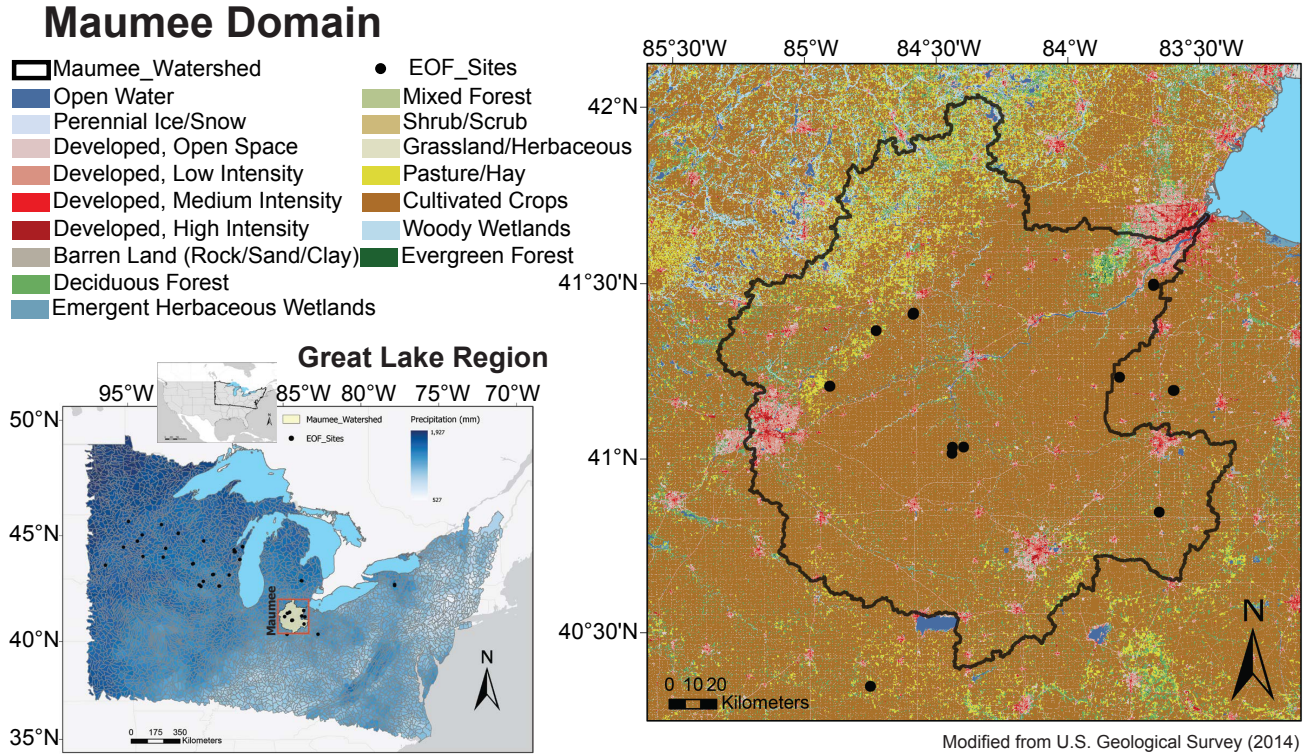 Maumee Domain
Maumee_Watershed
EOF_Sites
Open Water
Mixed Forest
Perennial Ice/Snow
Shrub/Scrub
Developed, Open Space
Grassland/Herbaceous
Developed, Low Intensity
Pasture/Hay
Developed, Medium Intensity
Cultivated Crops
Developed, High Intensity
Woody Wetlands
Barren Land (Rock/Sand/Clay)
Evergreen Forest
Deciduous Forest
Emergent Herbaceous Wetlands
Great Lake Region
95°W 85°W 80°W 75°W 70°W
50°N
45°N
40°N
35°N
Maumee_Watershed
EOF_Sites
Precipitation (mm)
1,927
527
Maumee
N
0 175 350
Kilometers
85°30'W 85°W 84°30'W 84°W 83°30'W
42°N
41°30'N
41°N
40°30'N
N
0 10 20
Kilometers
Modified from U.S. Geological Survey (2014)